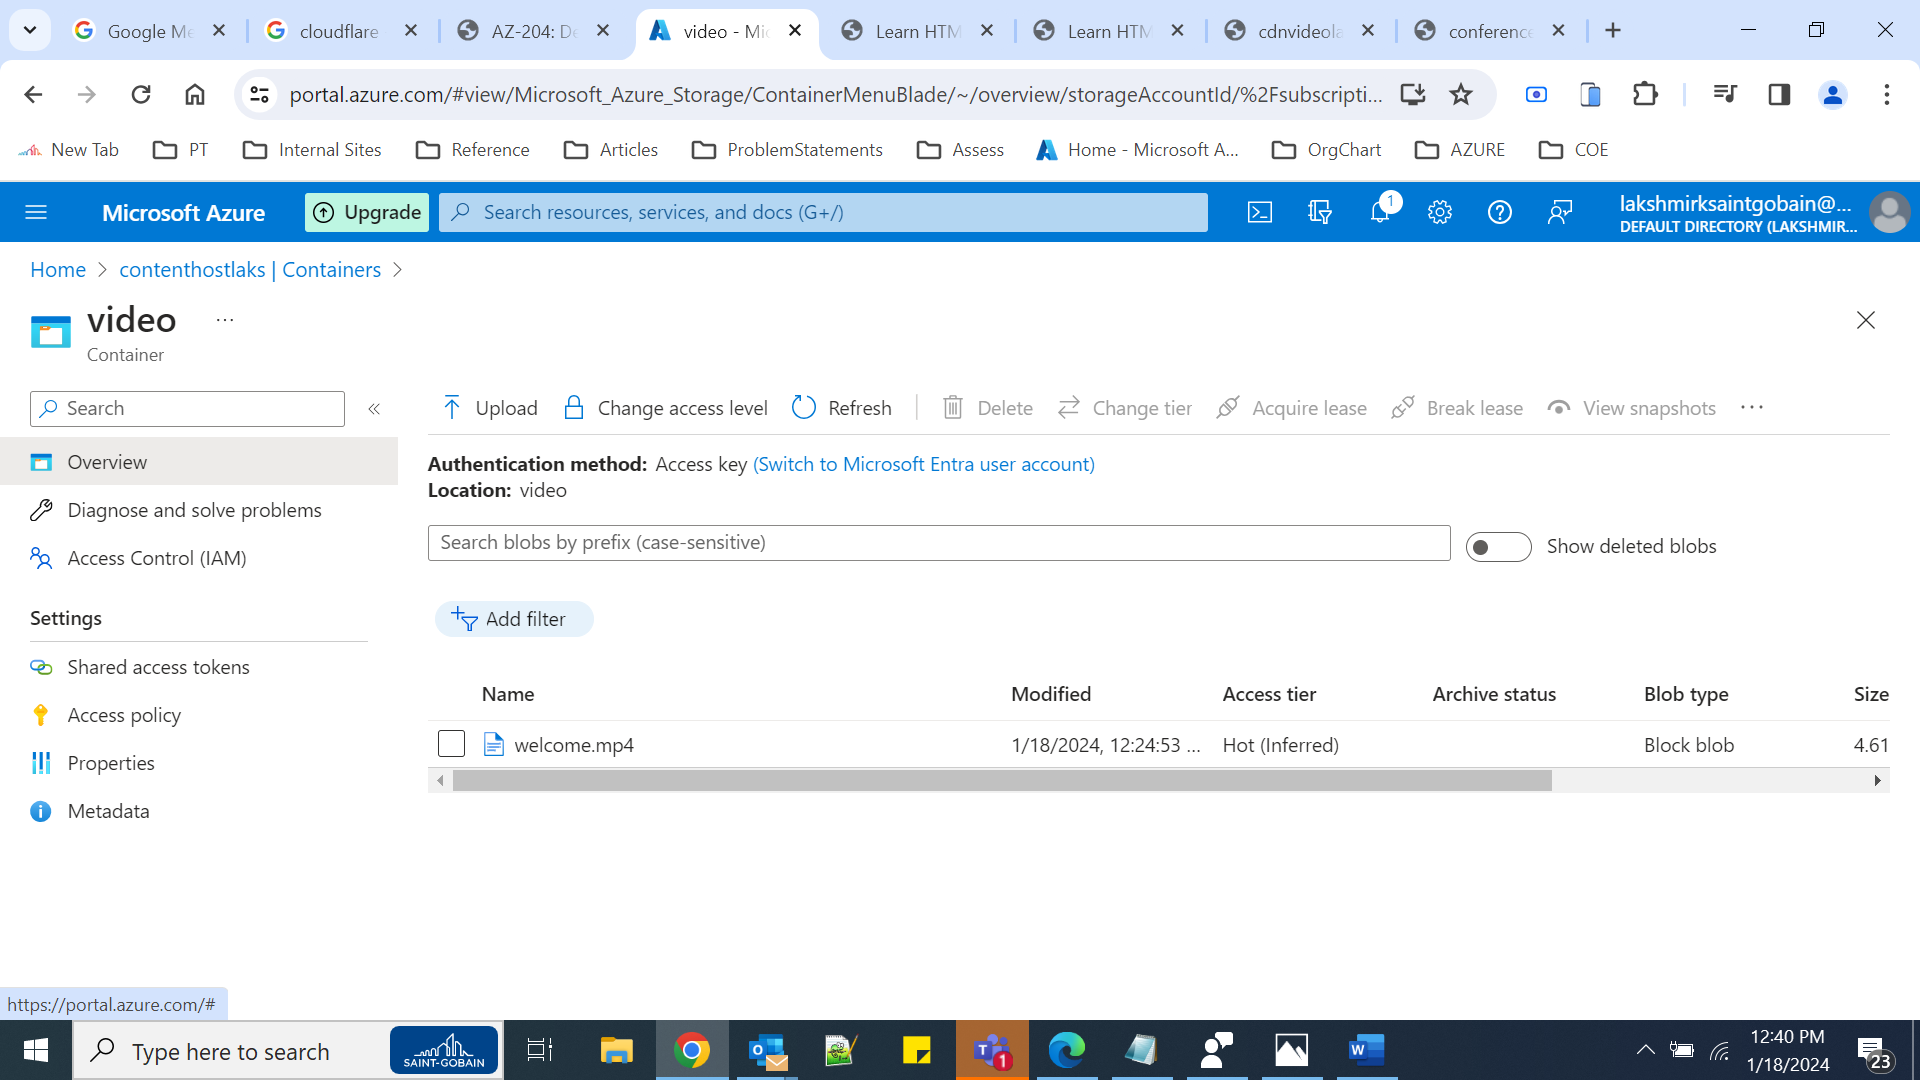 Google Me
cloudflare
AZ-204: De
video - Mic
Learn HTM
Learn HTM
cdnvideola
conference
portal.azure.com/#view/Microsoft_Azure_Storage/ContainerMenuBlade/~/overview/storageAccountId/%2Fsubscripti...
New Tab
PT
Internal Sites
Reference
Articles
ProblemStatements
Assess
Home - Microsoft A...
OrgChart
AZURE
COE
Microsoft Azure
Upgrade
Search resources, services, and docs (G+/)
1
lakshmirksaintgobain@...
DEFAULT DIRECTORY (LAKSHMIR...
Home > contenthostlaks | Containers >
video ...
Container
Search
«
Upload
Change access level
Refresh
Delete
Change tier
Acquire lease
Break lease
View snapshots
...
Overview
Diagnose and solve problems
Access Control (IAM)
Settings
Shared access tokens
Access policy
Properties
Metadata
Authentication method: Access key (Switch to Microsoft Entra user account)
Location: video
Search blobs by prefix (case-sensitive)
Show deleted blobs
Add filter
Name Modified Access tier Archive status Blob type Size
welcome.mp4 1/18/2024, 12:24:53 ... Hot (Inferred) Block blob 4.61
https://portal.azure.com/#
Type here to search
SAINT-GOBAIN
1
12:40 PM
1/18/2024
23